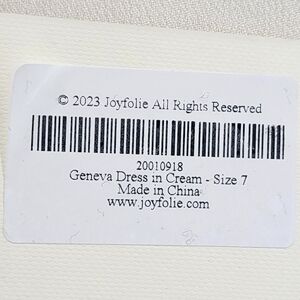 © 2023 Joyfolie All Rights Reserved
20010918
Geneva Dress in Cream - Size 7
Made in China
www.joyfolie.com